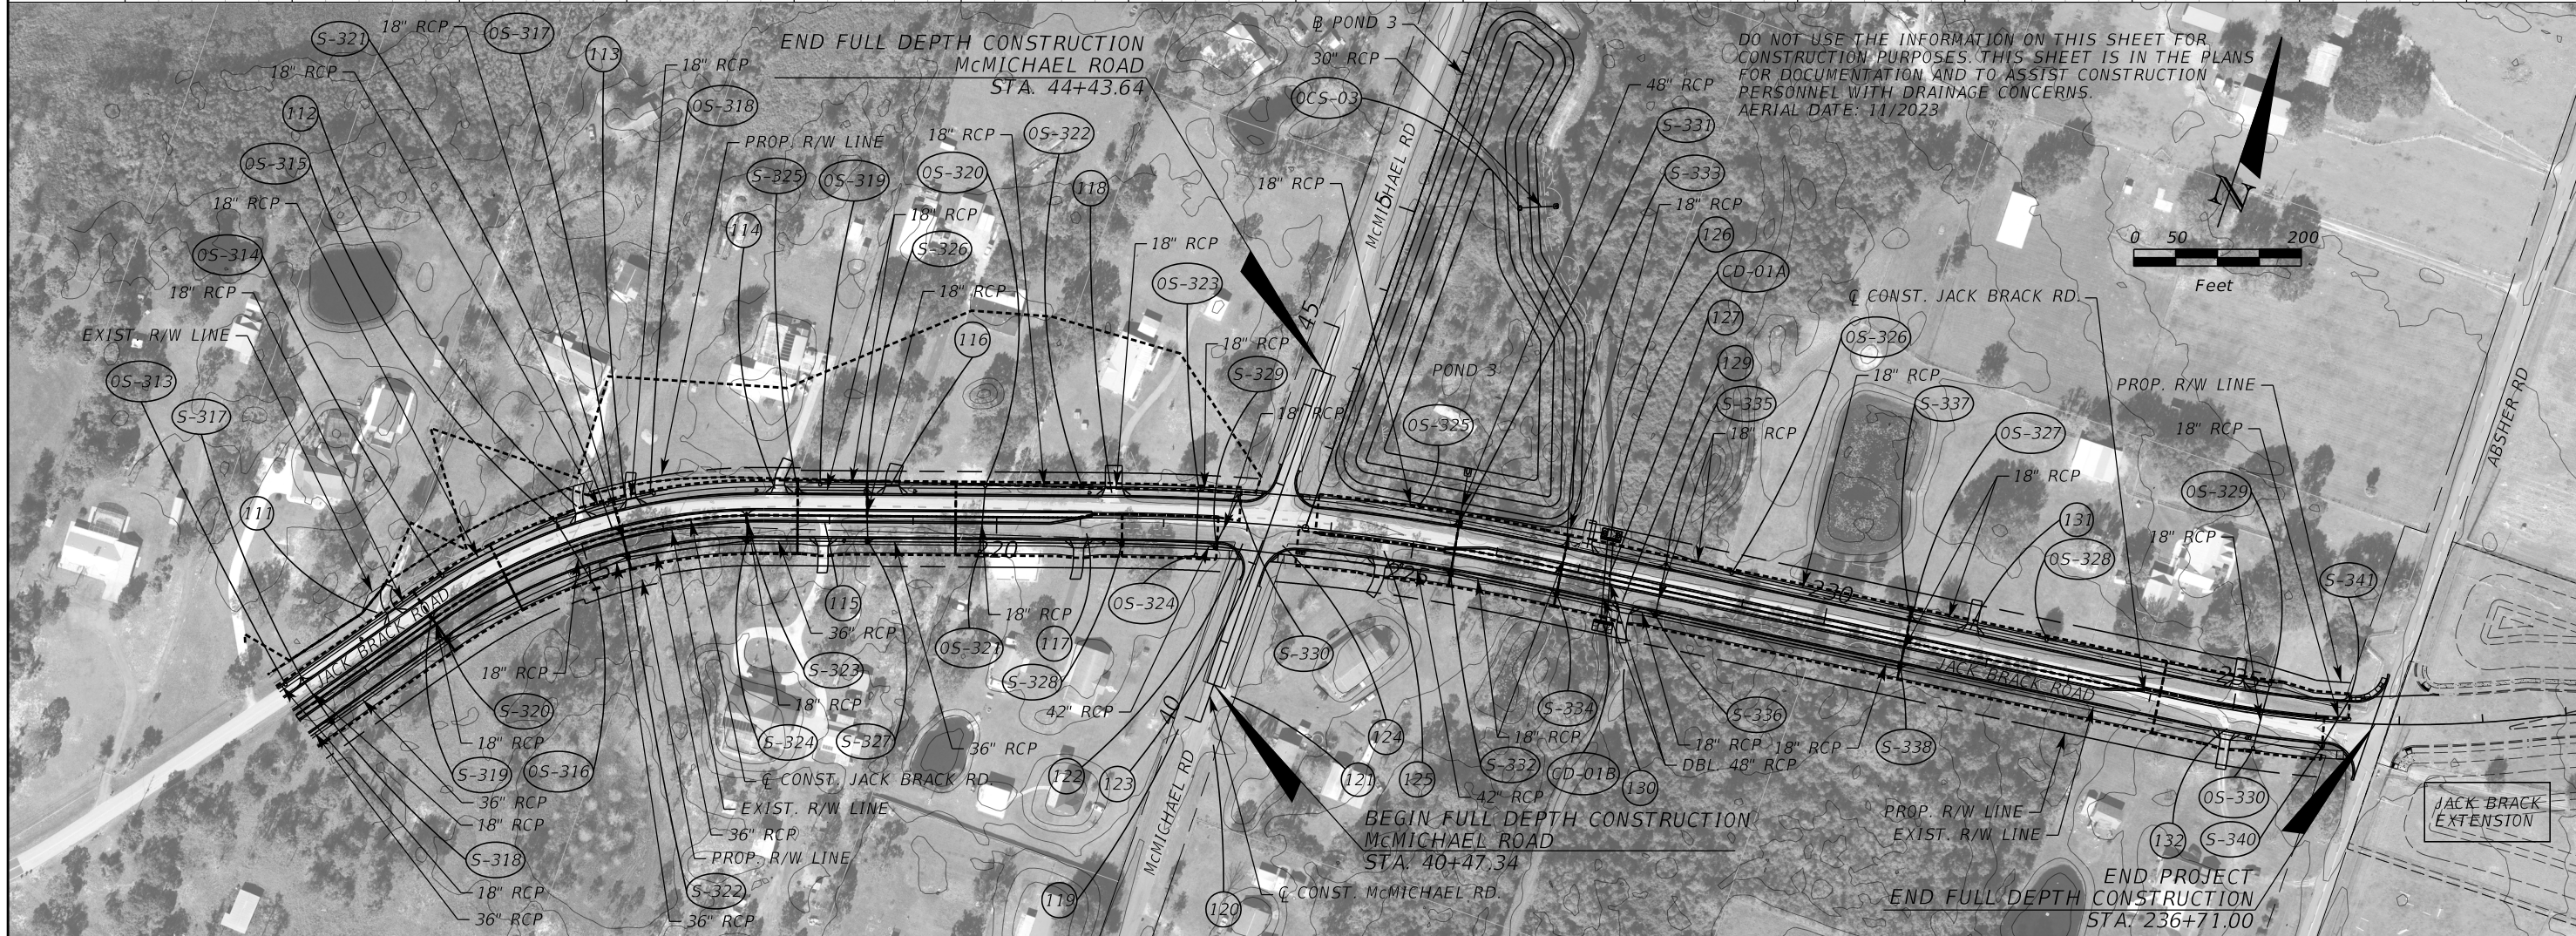 S-321
18" RCP
OS-317
113
18" RCP
112
OS-315
18" RCP
OS-314
18" RCP
EXIST. R/W LINE
OS-313
S-317
111
18" RCP
OS-318
PROP. R/W LINE
S-325
OS-319
114
END FULL DEPTH CONSTRUCTION
McMICHAEL ROAD
STA. 44+43.64
18" RCP
OS-322
OS-320
118
18" RCP
S-326
18" RCP
116
18" RCP
OS-323
18" RCP
S-329
18" RCP
℄ POND 3
30" RCP
OCS-03
McMICHAEL RD
5
45
18" RCP
POND 3
OS-325
48" RCP
S-331
S-333
18" RCP
126
CD-01A
127
129
S-335
18" RCP
DO NOT USE THE INFORMATION ON THIS SHEET FOR
CONSTRUCTION PURPOSES. THIS SHEET IS IN THE PLANS
FOR DOCUMENTATION AND TO ASSIST CONSTRUCTION
PERSONNEL WITH DRAINAGE CONCERNS.
AERIAL DATE: 11/2023
N
0 50 200
Feet
℄ CONST. JACK BRACK RD.
OS-326
18" RCP
S-337
OS-327
18" RCP
131
OS-328
PROP. R/W LINE
18" RCP
OS-329
18" RCP
S-341
ABSHER RD
JACK BRACK ROAD
220
225
230
JACK BRACK ROAD
18" RCP
S-320
18" RCP
S-319
OS-316
36" RCP
18" RCP
S-318
18" RCP
36" RCP
115
36" RCP
S-323
18" RCP
S-324
S-327
36" RCP
℄ CONST. JACK BRACK RD.
EXIST. R/W LINE
36" RCP
PROP. R/W LINE
S-322
36" RCP
18" RCP
OS-321
117
S-328
OS-324
42" RCP
122
123
119
40
McMICHAEL RD
120
℄ CONST. McMICHAEL RD.
S-330
124
121
125
BEGIN FULL DEPTH CONSTRUCTION
McMICHAEL ROAD
STA. 40+47.34
S-334
18" RCP
S-332
CD-01B
42" RCP
130
S-336
18" RCP
DBL. 48" RCP
18" RCP
S-338
PROP. R/W LINE
EXIST. R/W LINE
OS-330
132
S-340
END PROJECT
END FULL DEPTH CONSTRUCTION
STA. 236+71.00
JACK BRACK
EXTENSION